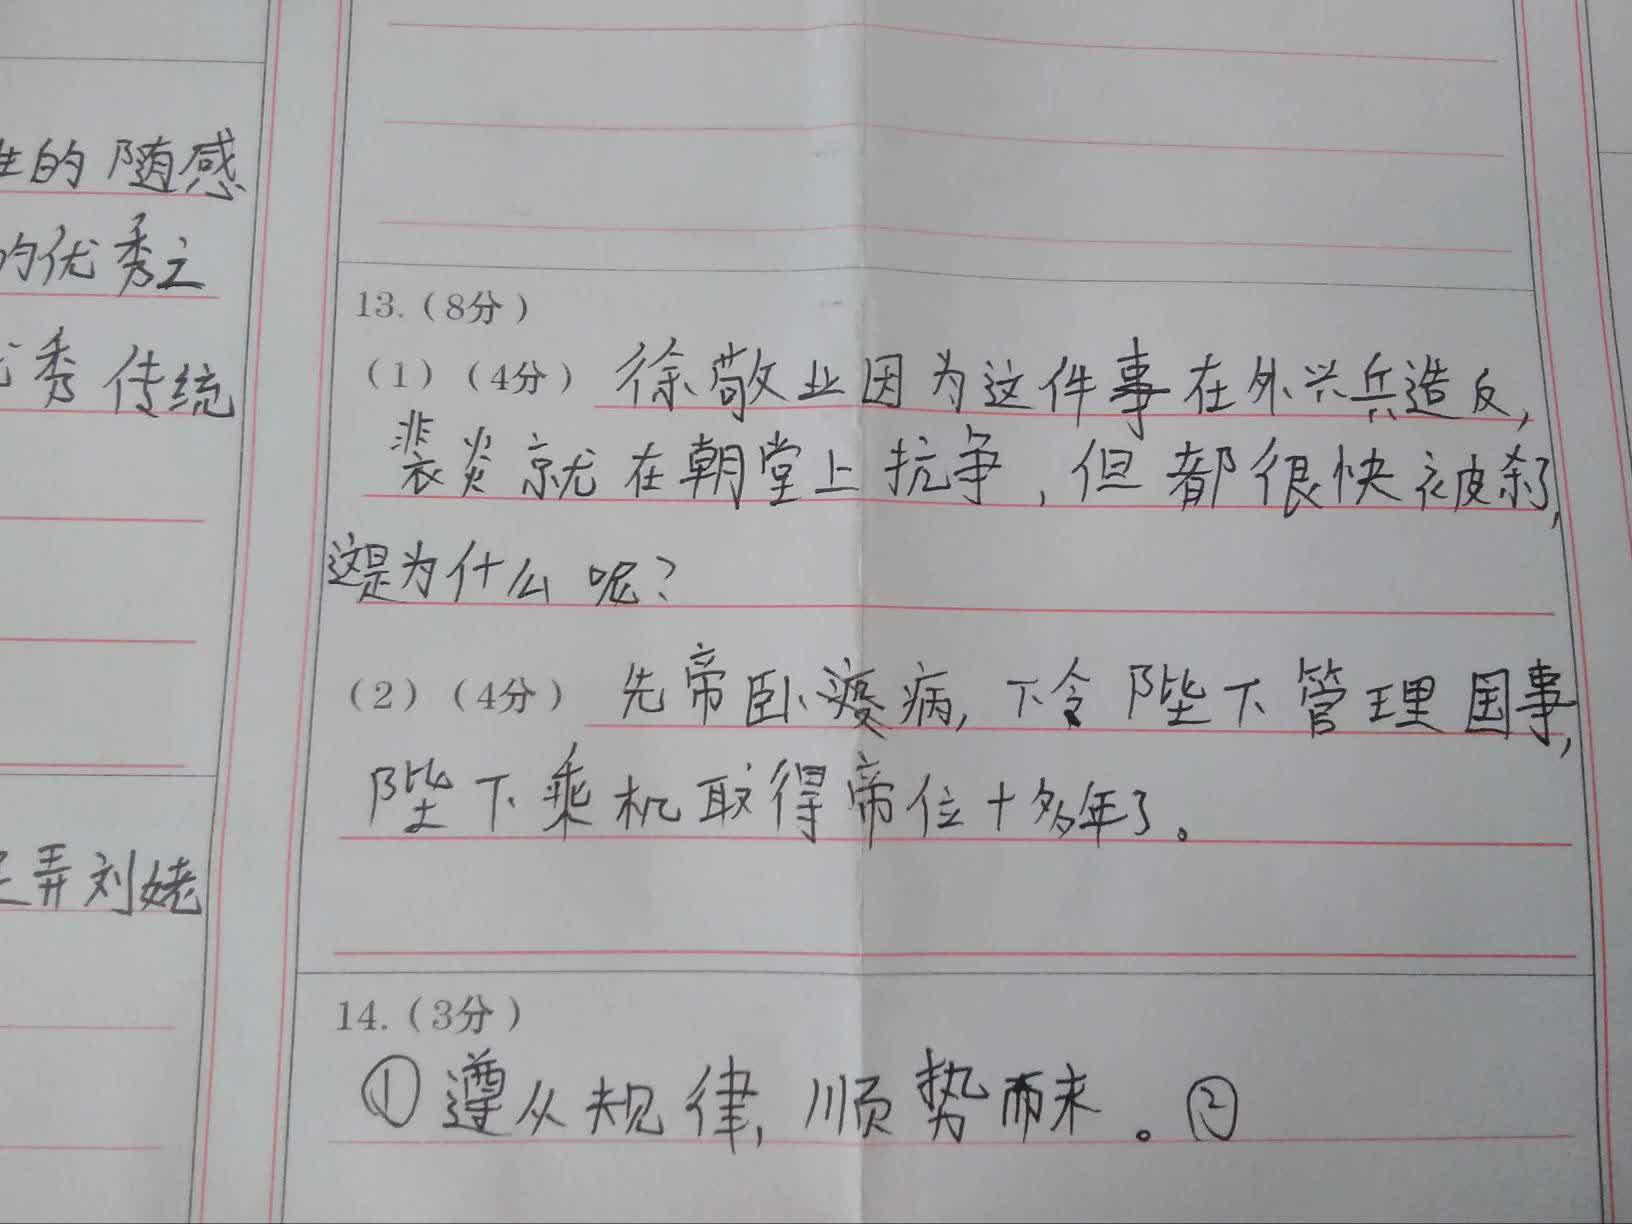 的随感
的优秀之
秀传统
弄刘姥
13.(8分)
(1)(4分)徐敬业因为这件事在外兴兵造反,
裴炎就在朝堂上抗争,但都很快被杀,
这是为什么呢?
(2)(4分)先帝卧疾病,下令陛下管理国事,
陛下乘机取得帝位十多年了。
14.(3分)
①遵从规律,顺势而来。②